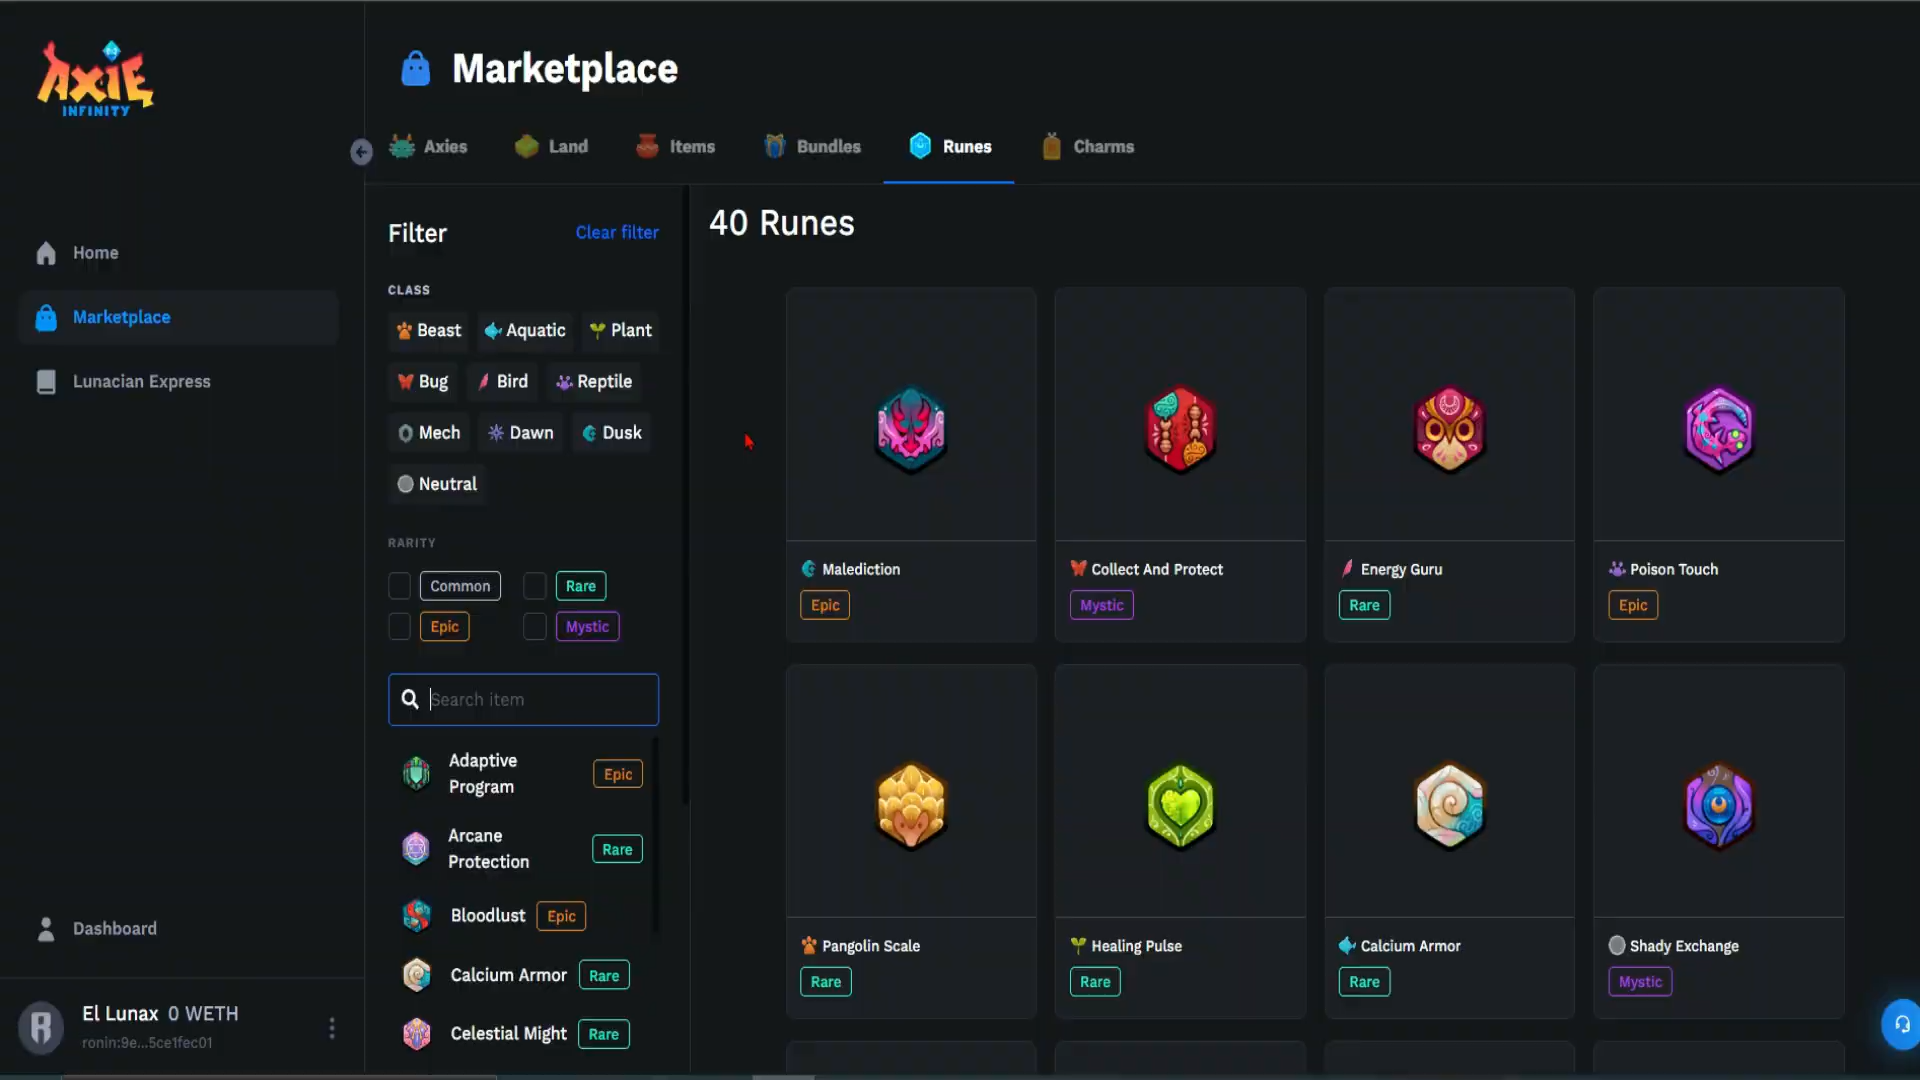 AXIE
INFINITY
Marketplace
Axies Land Items Bundles Runes Charms
Home
Marketplace
Lunacian Express
Filter Clear filter
CLASS
Beast Aquatic Plant
Bug Bird Reptile
Mech Dawn Dusk
Neutral
RARITY
Common Rare
Epic Mystic
Search item
Adaptive
Program
Epic
Arcane
Protection
Rare
Bloodlust Epic
Calcium Armor Rare
Celestial Might Rare
40 Runes
Malediction
Epic
Collect And Protect
Mystic
Energy Guru
Rare
Poison Touch
Epic
Pangolin Scale
Rare
Healing Pulse
Rare
Calcium Armor
Rare
Shady Exchange
Mystic
Dashboard
El Lunax 0 WETH
ronin:9e...5ce1fec01